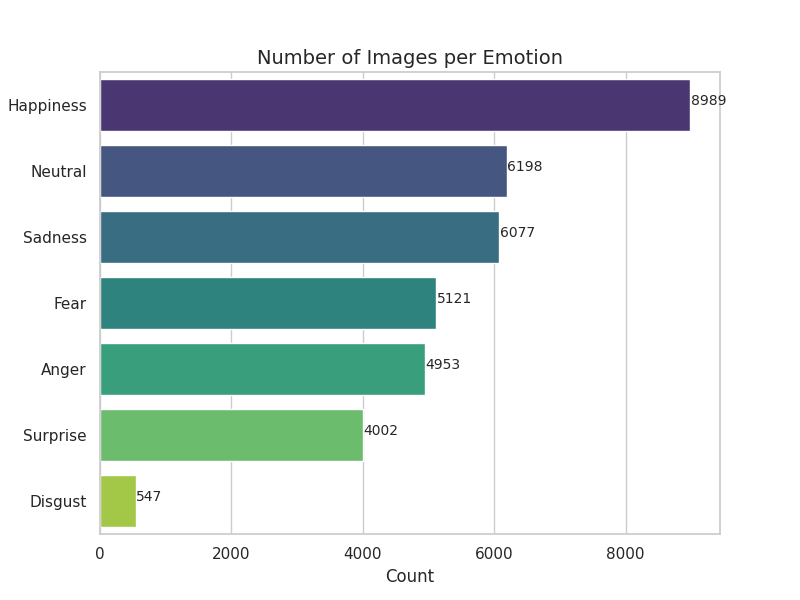 Number of Images per Emotion
Happiness 8989
Neutral 6198
Sadness 6077
Fear 5121
Anger 4953
Surprise 4002
Disgust 547
0 2000 4000 6000 8000
Count